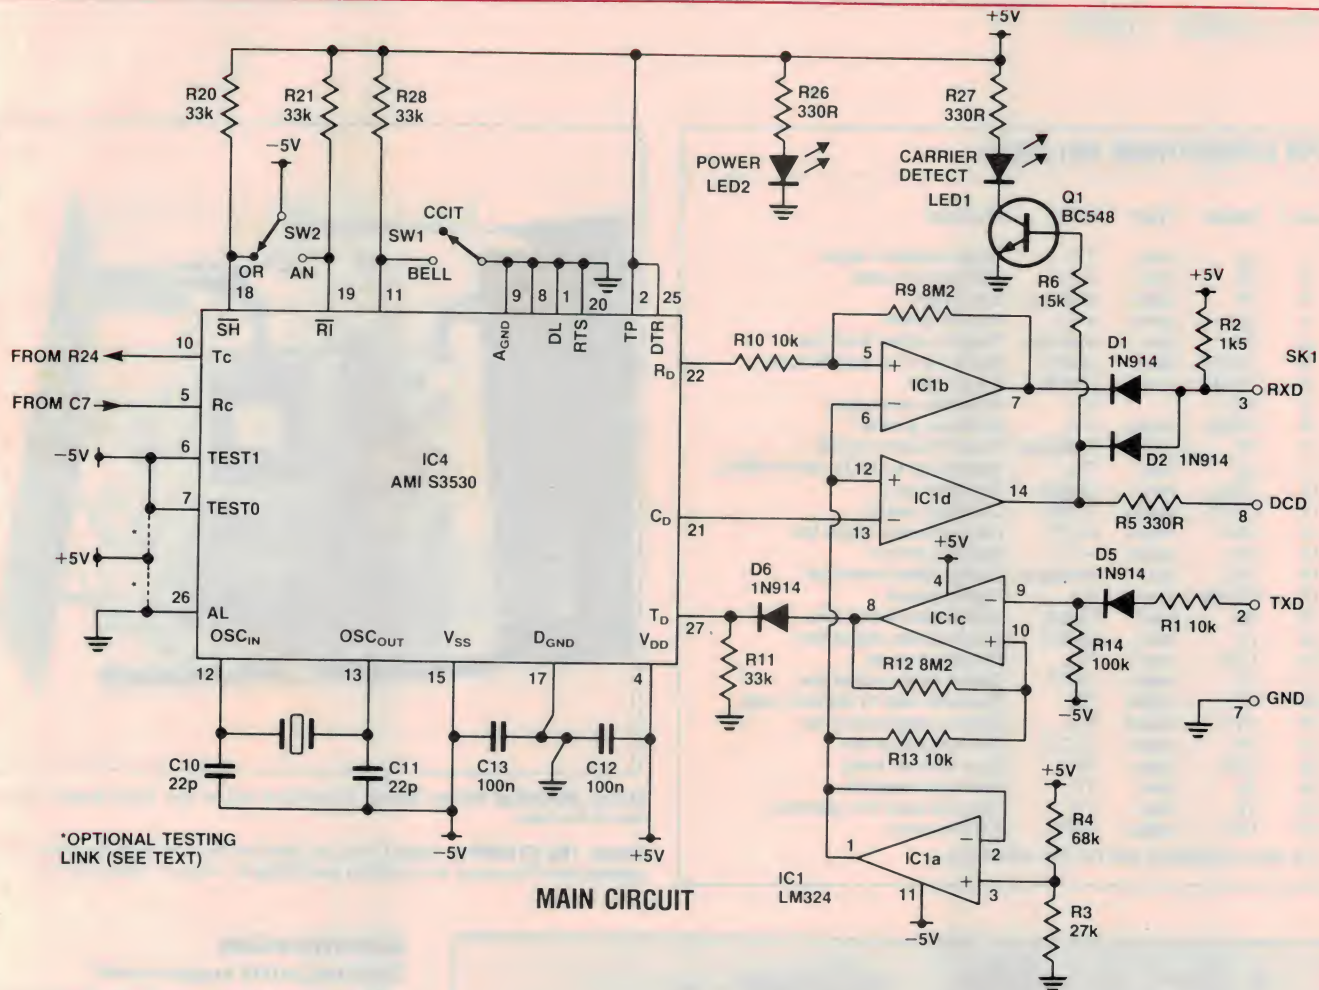 +5V
R20
33k
R21
33k
R28
33k
R26
330R
R27
330R
-5V
POWER
LED2
CARRIER
DETECT
LED1
Q1
BC548
CCIT
SW2
SW1
OR
AN
BELL
18
19
11
9
8
1
20
2
25
SH
RI
AGND
DL
RTS
TP
DTR
R9 8M2
R6
15k
+5V
R2
1k5
D1
1N914
SK1
FROM R24
10
Tc
RD
22
R10 10k
5
+
IC1b
-
6
7
RXD
3
FROM C7
5
Rc
-5V
6
TEST1
IC4
AMI S3530
D2 1N914
7
TEST0
12
+
IC1d
-
13
14
R5 330R
DCD
8
CD
21
+5V
*
*
+5V
4
D6
1N914
D5
1N914
26
AL
TD
27
8
IC1c
-
9
+
10
R1 10k
TXD
2
OSCIN
OSCOUT
VSS
DGND
VDD
R11
33k
R12 8M2
R14
100k
-5V
GND
7
12
13
15
17
4
C10
22p
C11
22p
C13
100n
C12
100n
R13 10k
+5V
R4
68k
*OPTIONAL TESTING
LINK (SEE TEXT)
-5V
+5V
1
IC1a
-
2
+
3
11
-5V
IC1
LM324
R3
27k
MAIN CIRCUIT